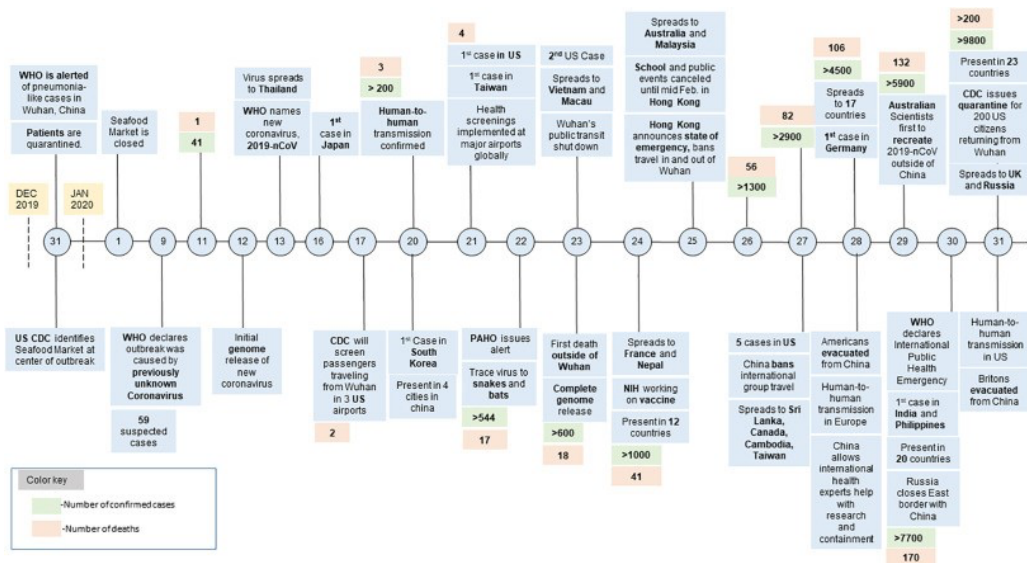 WHO is alerted
of pneumonia-
like cases in
Wuhan, China
Patients are
quarantined.
DEC
2019
JAN
2020
Seafood
Market is
closed
1
41
Virus spreads
to Thailand
WHO names
new
coronavirus,
2019-nCoV
1st
case in
Japan
3
> 200
Human-to-
human
transmission
confirmed
4
1st case in US
1st case in
Taiwan
Health
screenings
implemented at
major airports
globally
2nd US Case
Spreads to
Vietnam and
Macau
Wuhan's
public transit
shut down
Spreads to
Australia and
Malaysia
School and public
events canceled
until mid Feb. in
Hong Kong
Hong Kong
announces state of
emergency, bans
travel in and out of
Wuhan
56
>1300
82
>2900
106
>4500
Spreads
to 17
countries
1st case in
Germany
132
>5900
Australian
Scientists
first to
recreate
2019-nCoV
outside of
China
>200
>9800
Present in 23
countries
CDC issues
quarantine for
200 US
citizens
returning from
Wuhan
Spreads to UK
and Russia
31
1
9
11
12
13
16
17
20
21
22
23
24
25
26
27
28
29
30
31
US CDC identifies
Seafood Market at
center of outbreak
WHO declares
outbreak was
caused by
previously
unknown
Coronavirus
59
suspected
cases
Initial
genome
release of
new
coronavirus
CDC will
screen
passengers
traveling
from Wuhan
in 3 US
airports
2
1st Case in
South
Korea
Present in 4
cities in
china
PAHO issues
alert
Trace virus to
snakes and
bats
>544
17
First death
outside of
Wuhan
Complete
genome
release
>600
18
Spreads to
France and
Nepal
NIH working
on vaccine
Present in 12
countries
>1000
41
5 cases in US
China bans
international
group travel
Spreads to Sri
Lanka,
Canada,
Cambodia,
Taiwan
Americans
evacuated
from China
Human-to-
human
transmission
in Europe
China
allows
international
health
experts help
with
research
and
containment
WHO
declares
International
Public
Health
Emergency
1st case in
India and
Philippines
Present in
20 countries
Russia
closes East
border with
China
>7700
170
Human-to-
human
transmission
in US
Britons
evacuated
from China
Color key
-Number of confirmed cases
-Number of deaths